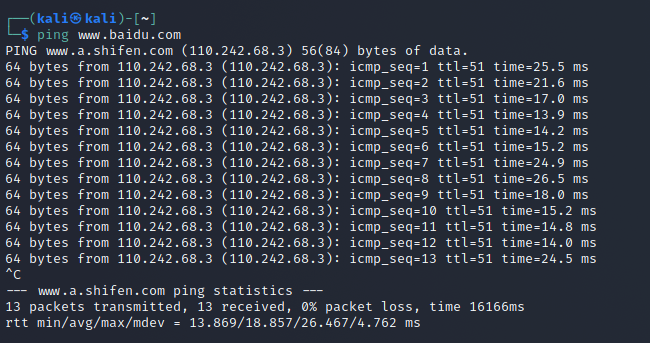 ┌──(kali㉿kali)-[~]
└─$ ping www.baidu.com
PING www.a.shifen.com (110.242.68.3) 56(84) bytes of data.
64 bytes from 110.242.68.3 (110.242.68.3): icmp_seq=1 ttl=51 time=25.5 ms
64 bytes from 110.242.68.3 (110.242.68.3): icmp_seq=2 ttl=51 time=21.6 ms
64 bytes from 110.242.68.3 (110.242.68.3): icmp_seq=3 ttl=51 time=17.0 ms
64 bytes from 110.242.68.3 (110.242.68.3): icmp_seq=4 ttl=51 time=13.9 ms
64 bytes from 110.242.68.3 (110.242.68.3): icmp_seq=5 ttl=51 time=14.2 ms
64 bytes from 110.242.68.3 (110.242.68.3): icmp_seq=6 ttl=51 time=15.2 ms
64 bytes from 110.242.68.3 (110.242.68.3): icmp_seq=7 ttl=51 time=24.9 ms
64 bytes from 110.242.68.3 (110.242.68.3): icmp_seq=8 ttl=51 time=26.5 ms
64 bytes from 110.242.68.3 (110.242.68.3): icmp_seq=9 ttl=51 time=18.0 ms
64 bytes from 110.242.68.3 (110.242.68.3): icmp_seq=10 ttl=51 time=15.2 ms
64 bytes from 110.242.68.3 (110.242.68.3): icmp_seq=11 ttl=51 time=14.8 ms
64 bytes from 110.242.68.3 (110.242.68.3): icmp_seq=12 ttl=51 time=14.0 ms
64 bytes from 110.242.68.3 (110.242.68.3): icmp_seq=13 ttl=51 time=24.5 ms
^C
--- www.a.shifen.com ping statistics ---
13 packets transmitted, 13 received, 0% packet loss, time 16166ms
rtt min/avg/max/mdev = 13.869/18.857/26.467/4.762 ms